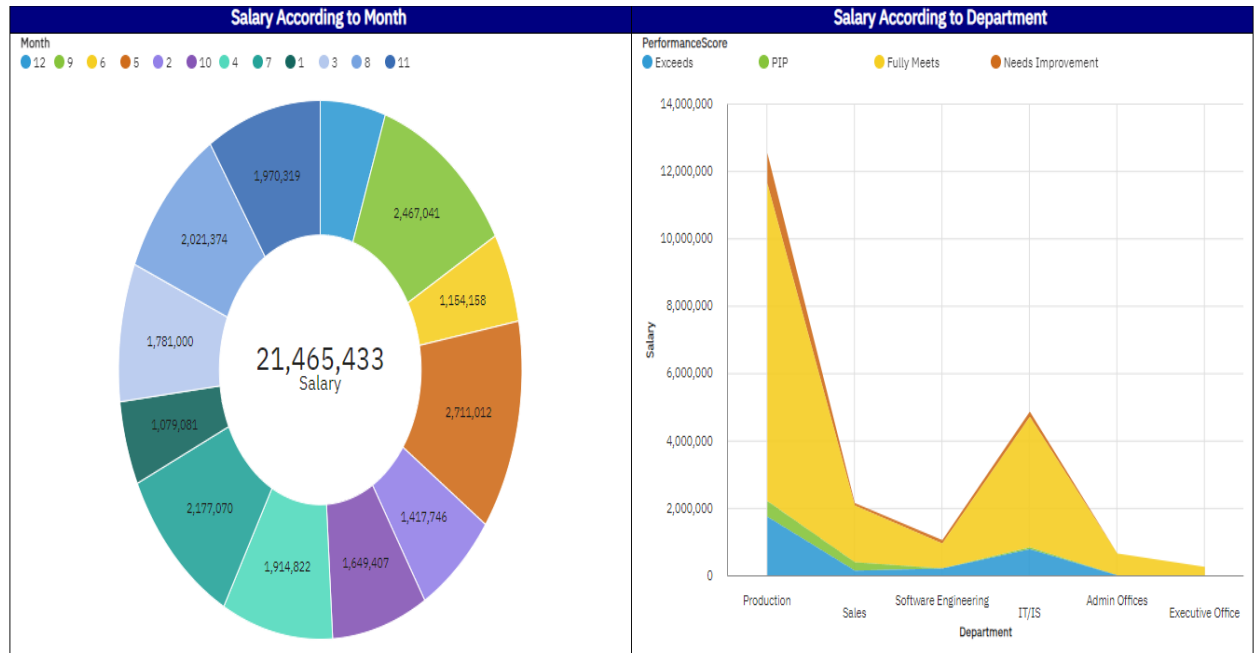 Salary According to Month
Month
12 9 6 5 2 10 4 7 1 3 8 11
1,970,319
2,467,041
2,021,374
1,154,158
1,781,000
21,465,433
Salary
2,711,012
1,079,081
2,177,070
1,417,746
1,914,822
1,649,407
Salary According to Department
PerformanceScore
Exceeds PIP Fully Meets Needs Improvement
14,000,000
12,000,000
10,000,000
8,000,000
6,000,000
4,000,000
2,000,000
0
Salary
Production Sales Software Engineering IT/IS Admin Offices Executive Office
Department